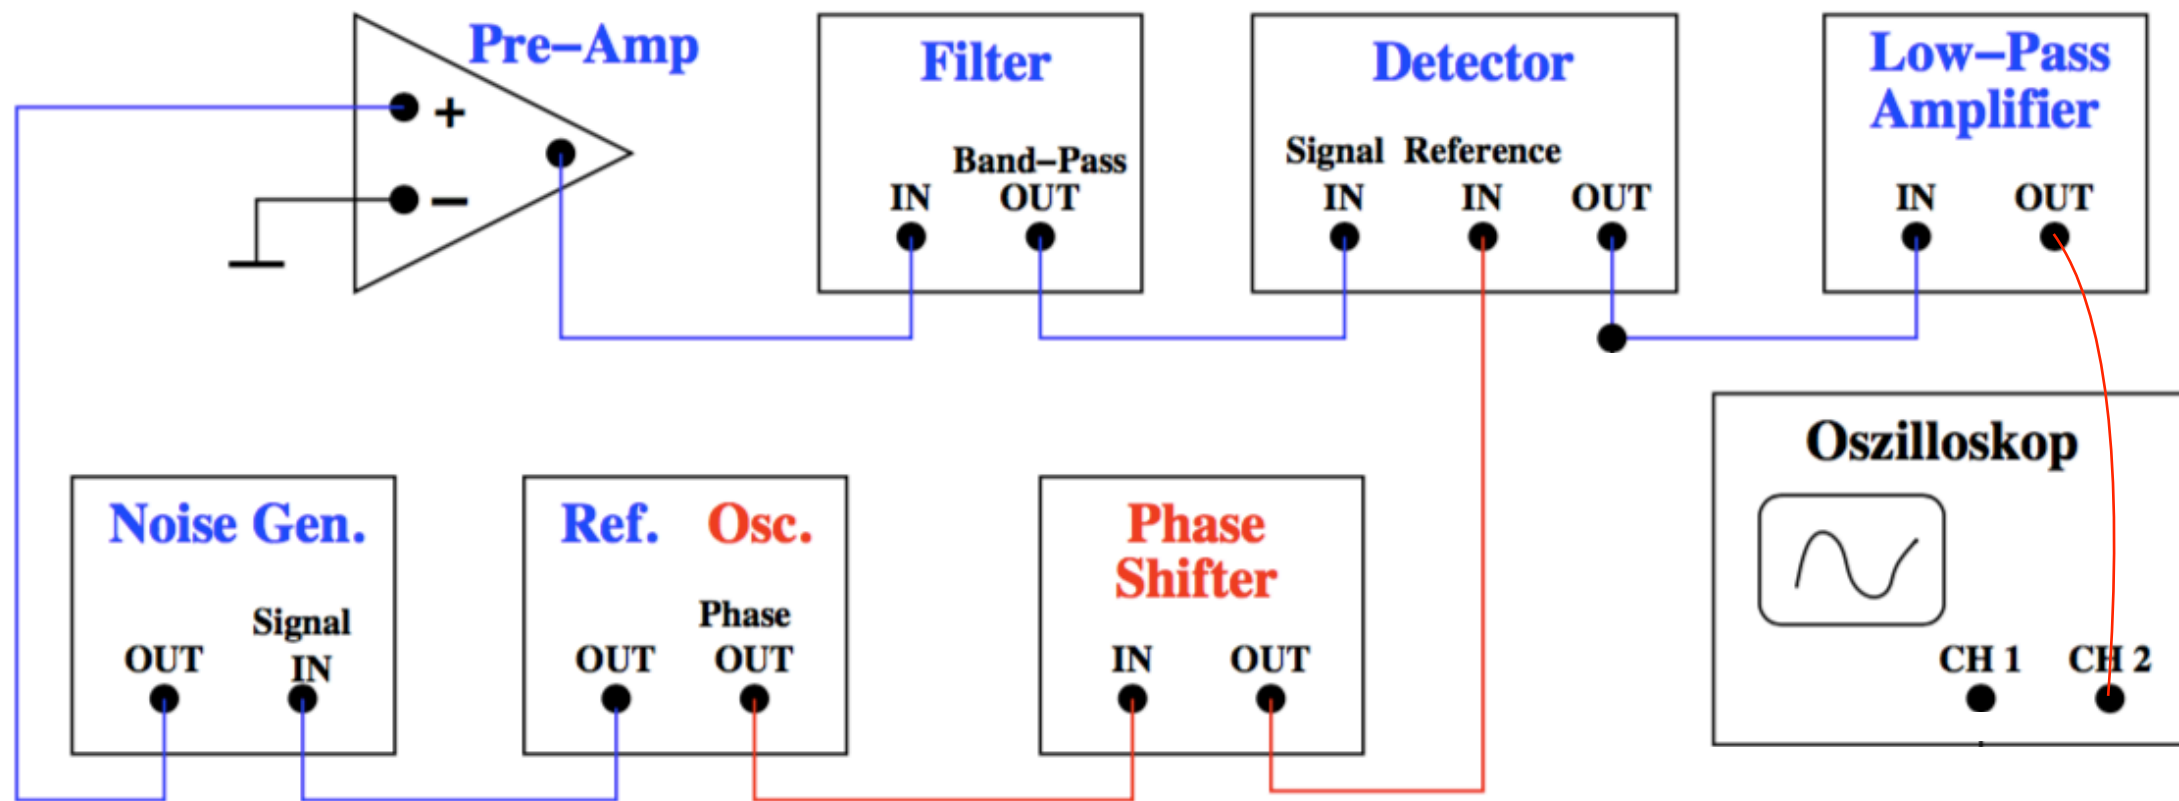 Pre–Amp
+
–
Filter
Band–Pass
IN OUT
Detector
Signal Reference
IN IN OUT
Low–Pass
Amplifier
IN OUT
Noise Gen.
Signal
OUT IN
Ref. Osc.
Phase
OUT OUT
Phase
Shifter
IN OUT
Oszilloskop
CH 1 CH 2